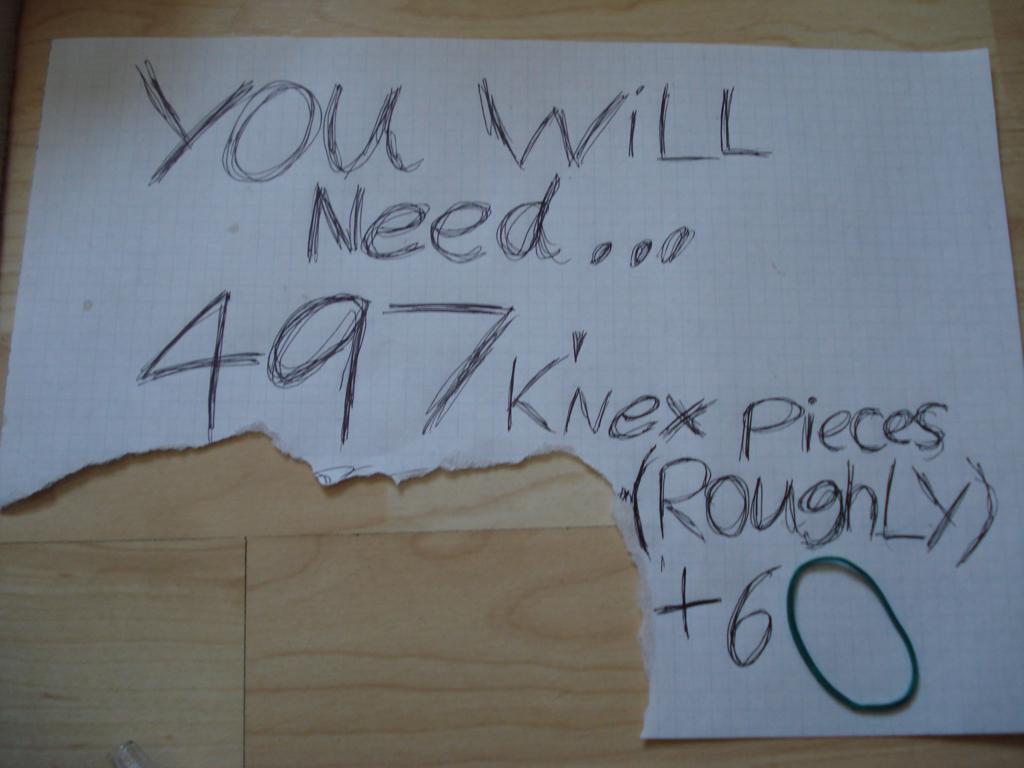 YOU WiLL
Need...
497 K'Nex Pieces
(RoughLy)
+6